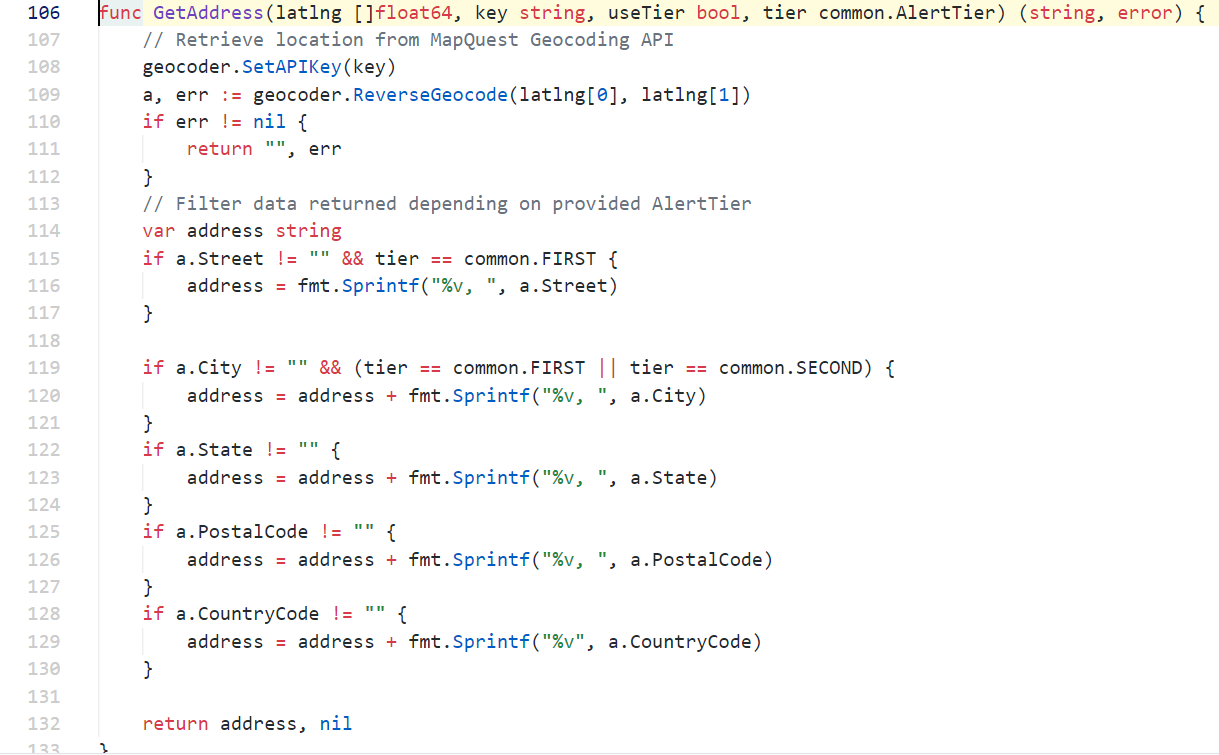 106 func GetAddress(latlng []float64, key string, useTier bool, tier common.AlertTier) (string, error) {
107     // Retrieve location from MapQuest Geocoding API
108     geocoder.SetAPIKey(key)
109     a, err := geocoder.ReverseGeocode(latlng[0], latlng[1])
110     if err != nil {
111         return "", err
112     }
113     // Filter data returned depending on provided AlertTier
114     var address string
115     if a.Street != "" && tier == common.FIRST {
116         address = fmt.Sprintf("%v, ", a.Street)
117     }
118
119     if a.City != "" && (tier == common.FIRST || tier == common.SECOND) {
120         address = address + fmt.Sprintf("%v, ", a.City)
121     }
122     if a.State != "" {
123         address = address + fmt.Sprintf("%v, ", a.State)
124     }
125     if a.PostalCode != "" {
126         address = address + fmt.Sprintf("%v, ", a.PostalCode)
127     }
128     if a.CountryCode != "" {
129         address = address + fmt.Sprintf("%v", a.CountryCode)
130     }
131
132     return address, nil
133 }